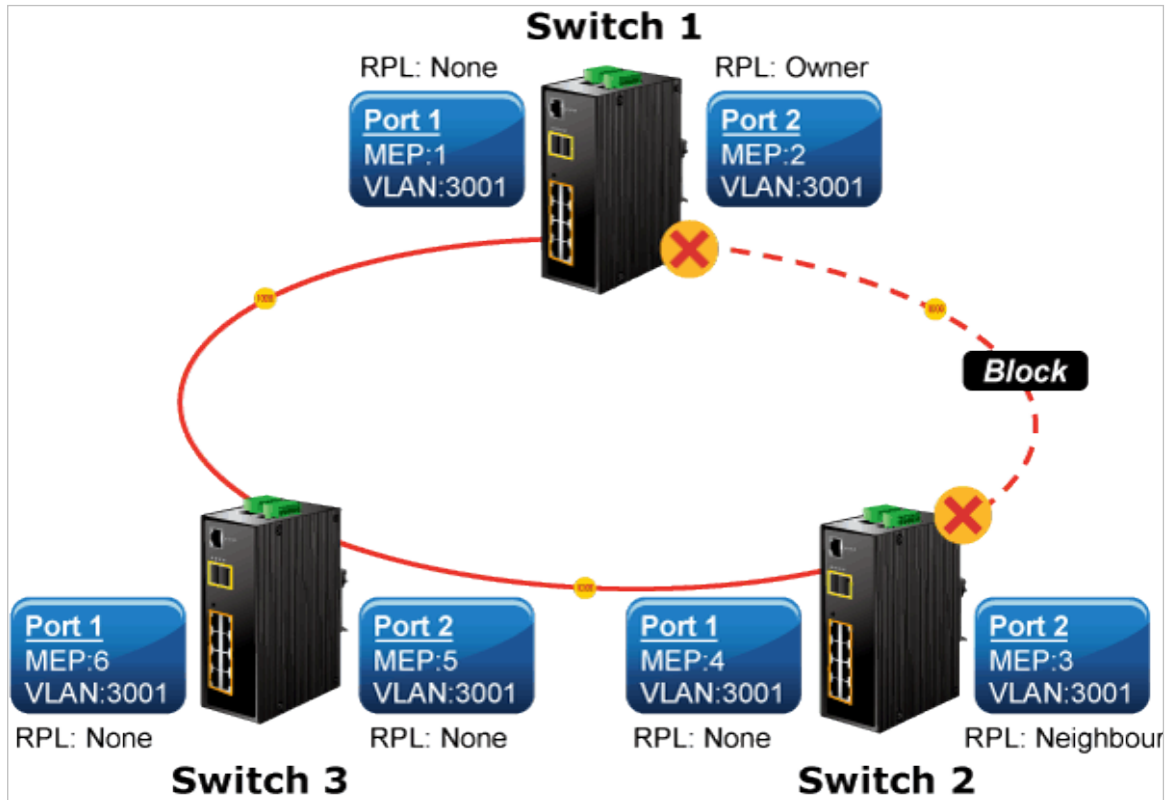 Switch 1
RPL: None
RPL: Owner
Port 1
MEP:1
VLAN:3001
Port 2
MEP:2
VLAN:3001
Block
Port 1
MEP:6
VLAN:3001
RPL: None
Port 2
MEP:5
VLAN:3001
RPL: None
Switch 3
Port 1
MEP:4
VLAN:3001
RPL: None
Port 2
MEP:3
VLAN:3001
RPL: Neighbour
Switch 2